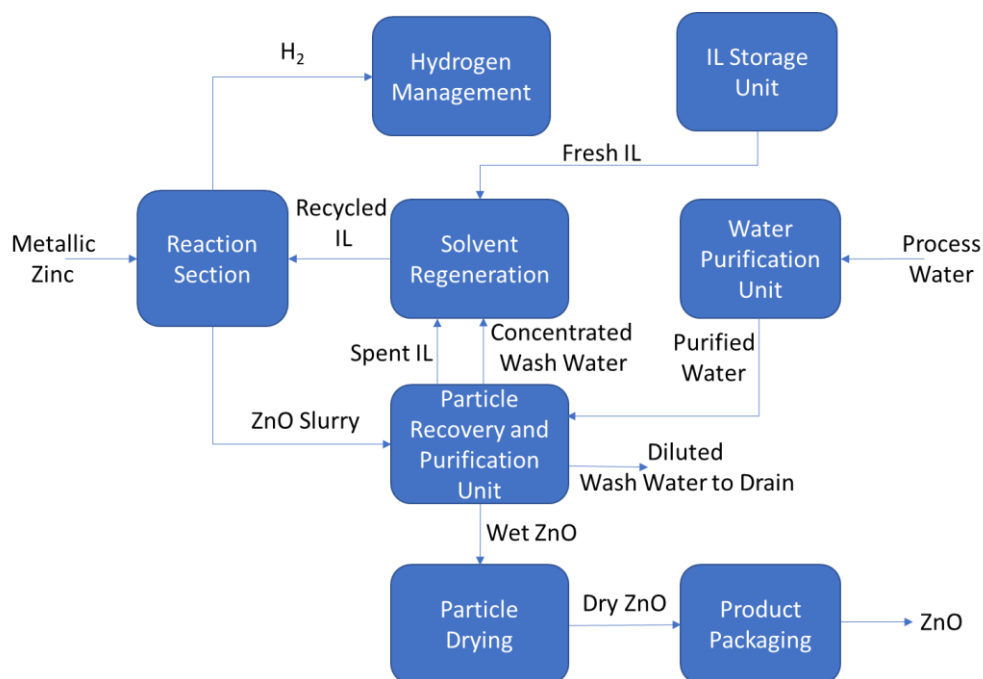 H₂
Hydrogen
Management
IL Storage
Unit
Fresh IL
Metallic
Zinc
Reaction
Section
Recycled
IL
Solvent
Regeneration
Water
Purification
Unit
Process
Water
Spent IL
Concentrated
Wash Water
Purified
Water
ZnO Slurry
Particle
Recovery and
Purification
Unit
Diluted
Wash Water to Drain
Wet ZnO
Particle
Drying
Dry ZnO
Product
Packaging
ZnO